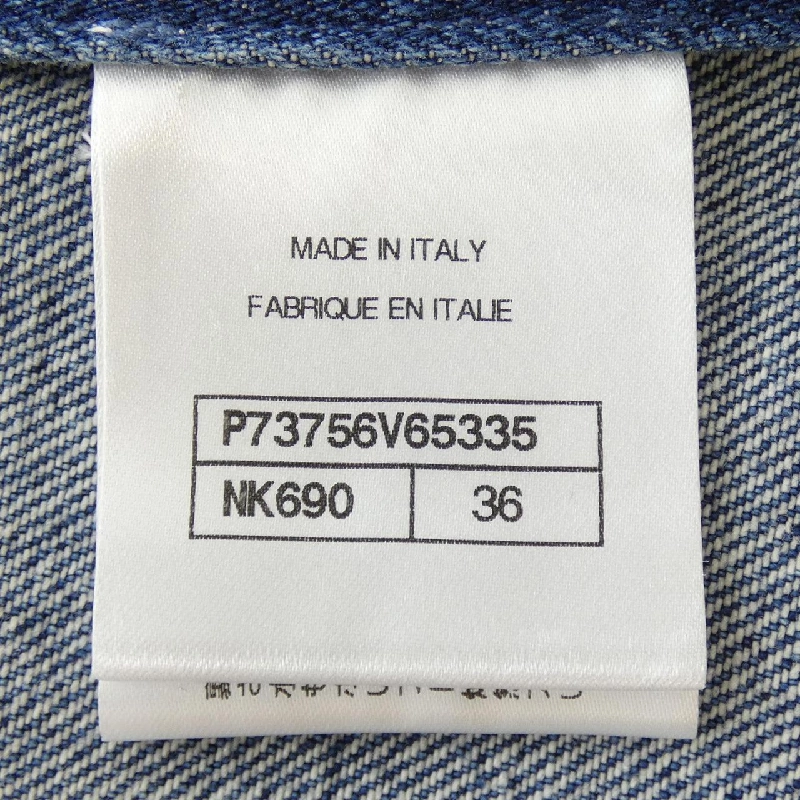 MADE IN ITALY
FABRIQUE EN ITALIE
P73756V65335
NK690
36